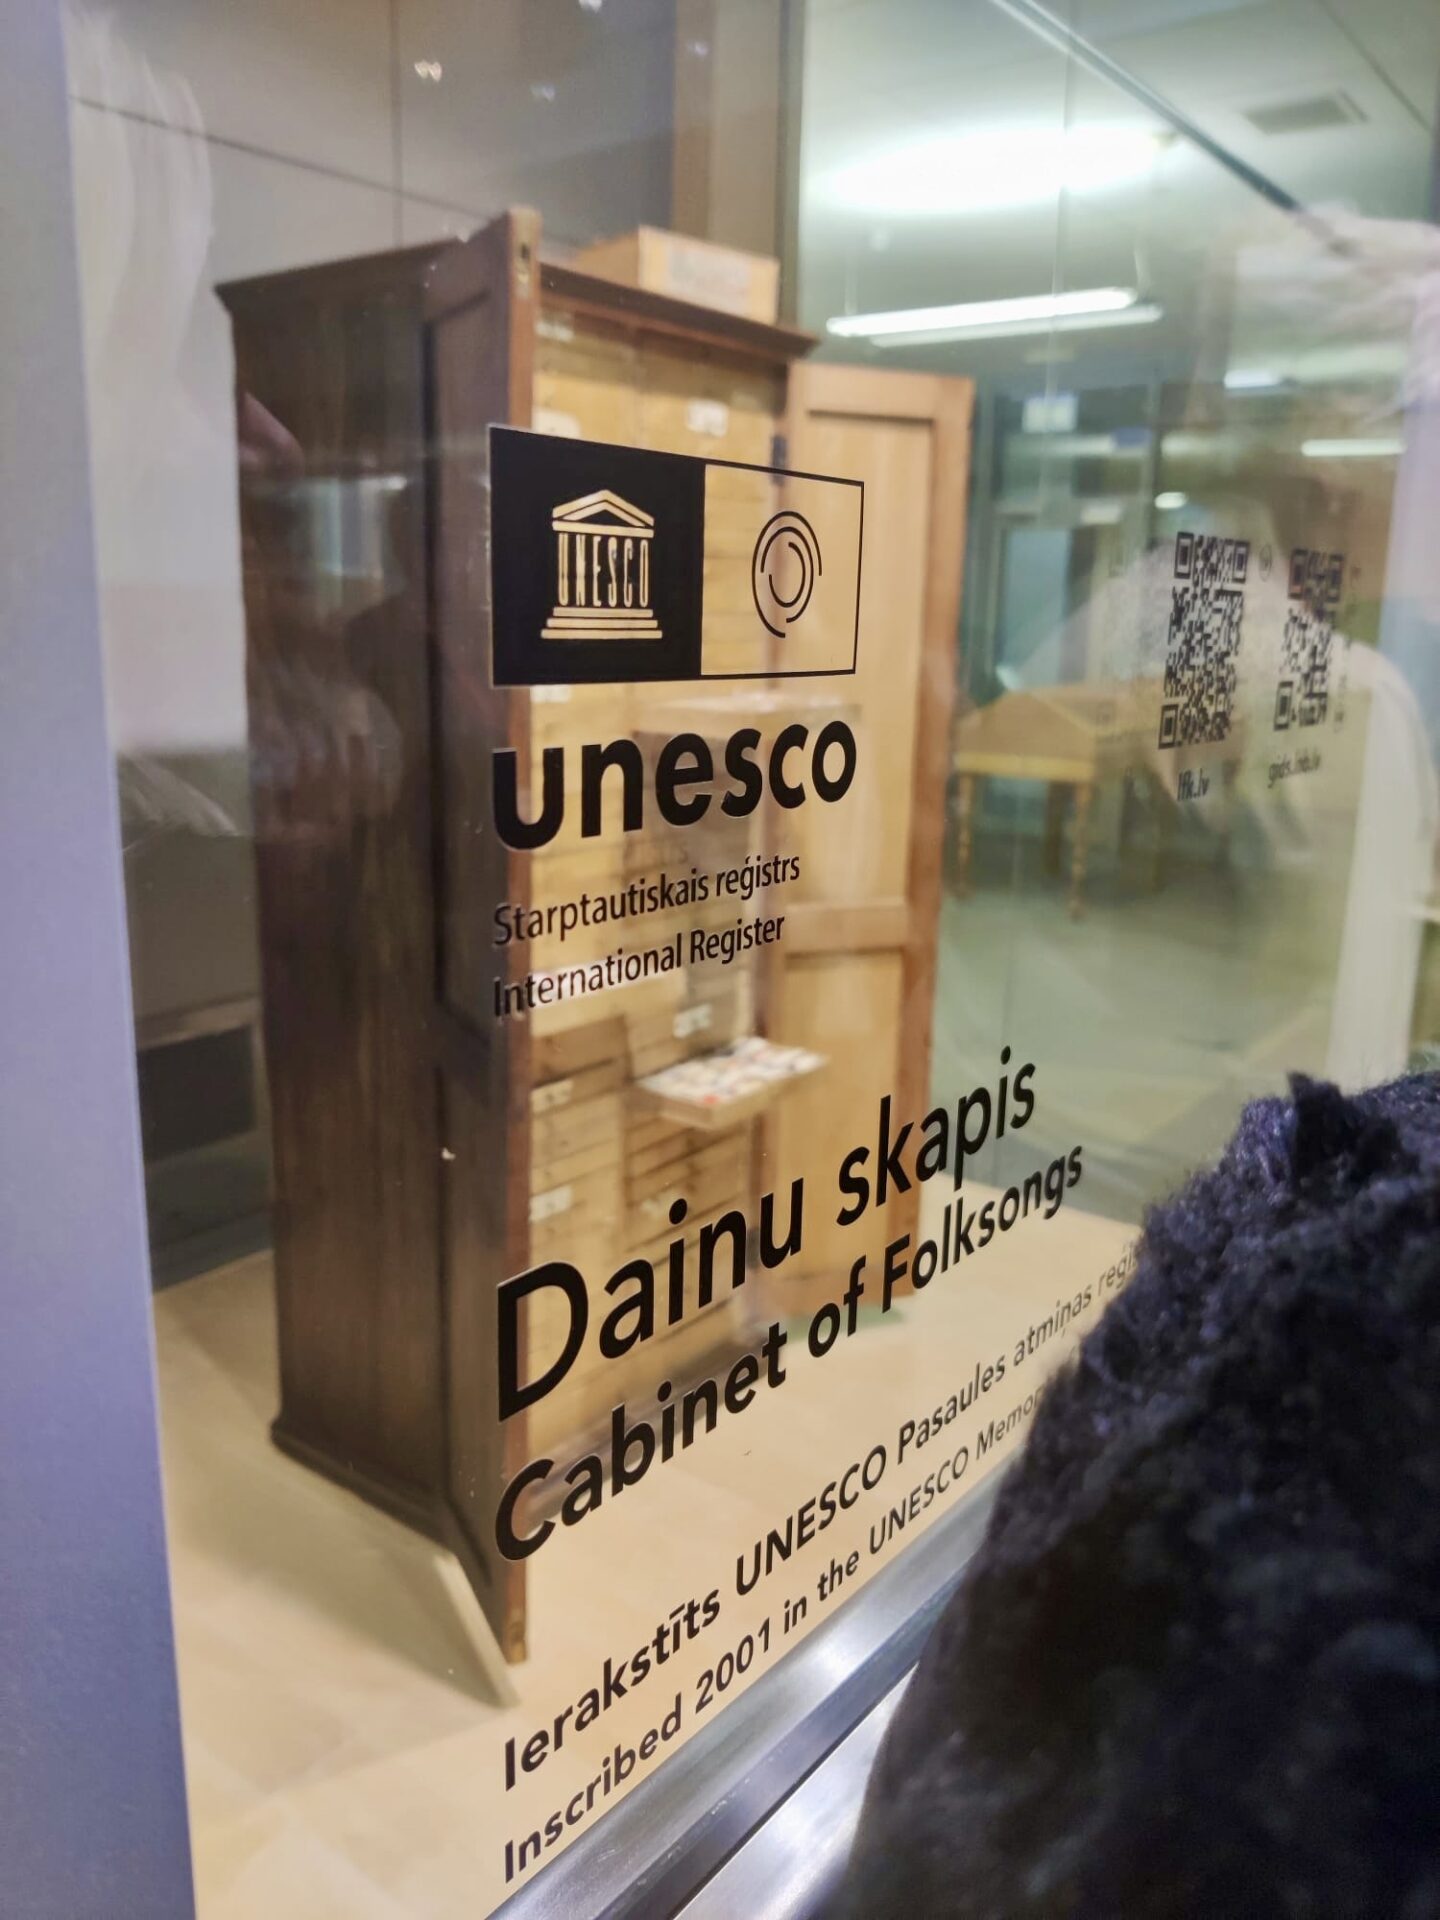 UNESCO
unesco
Starptautiskais reģistrs
International Register
lfk.lv
gids.lnb.lv
Dainu skapis
Cabinet of Folksongs
Ierakstīts UNESCO Pasaules atmiņas
Inscribed 2001 in the UNESCO